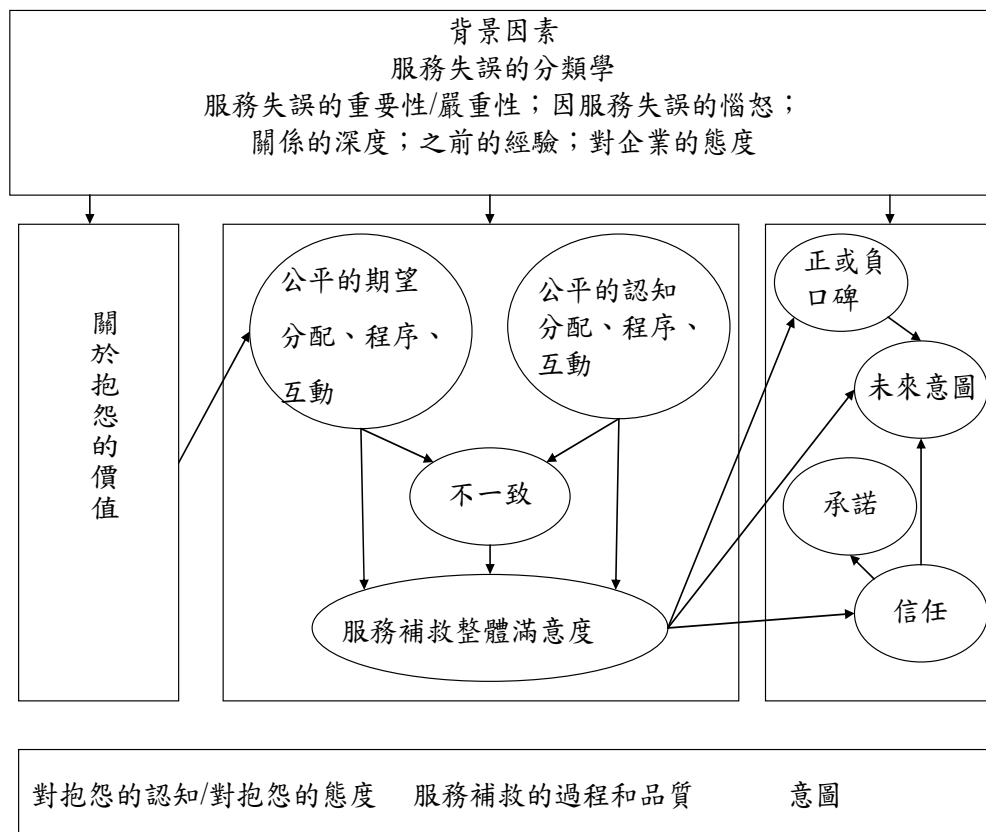 背景因素
服務失誤的分類學
服務失誤的重要性/嚴重性；因服務失誤的惱怒；
關係的深度；之前的經驗；對企業的態度
關於抱怨的價值
公平的期望
分配、程序、
互動
公平的認知
分配、程序、
互動
不一致
服務補救整體滿意度
正或負
口碑
未來意圖
承諾
信任
對抱怨的認知/對抱怨的態度 服務補救的過程和品質 意圖